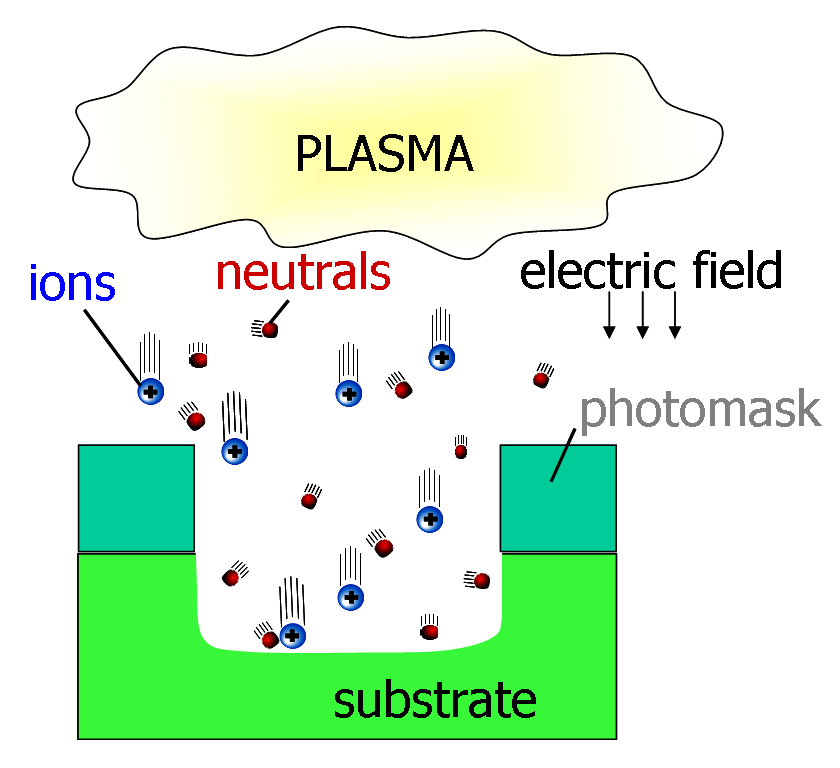 PLASMA
ions
neutrals
electric field
photomask
substrate